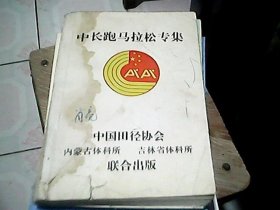 中长跑马拉松专集
中国田径协会
内蒙古体科所 吉林省体科所
联合出版